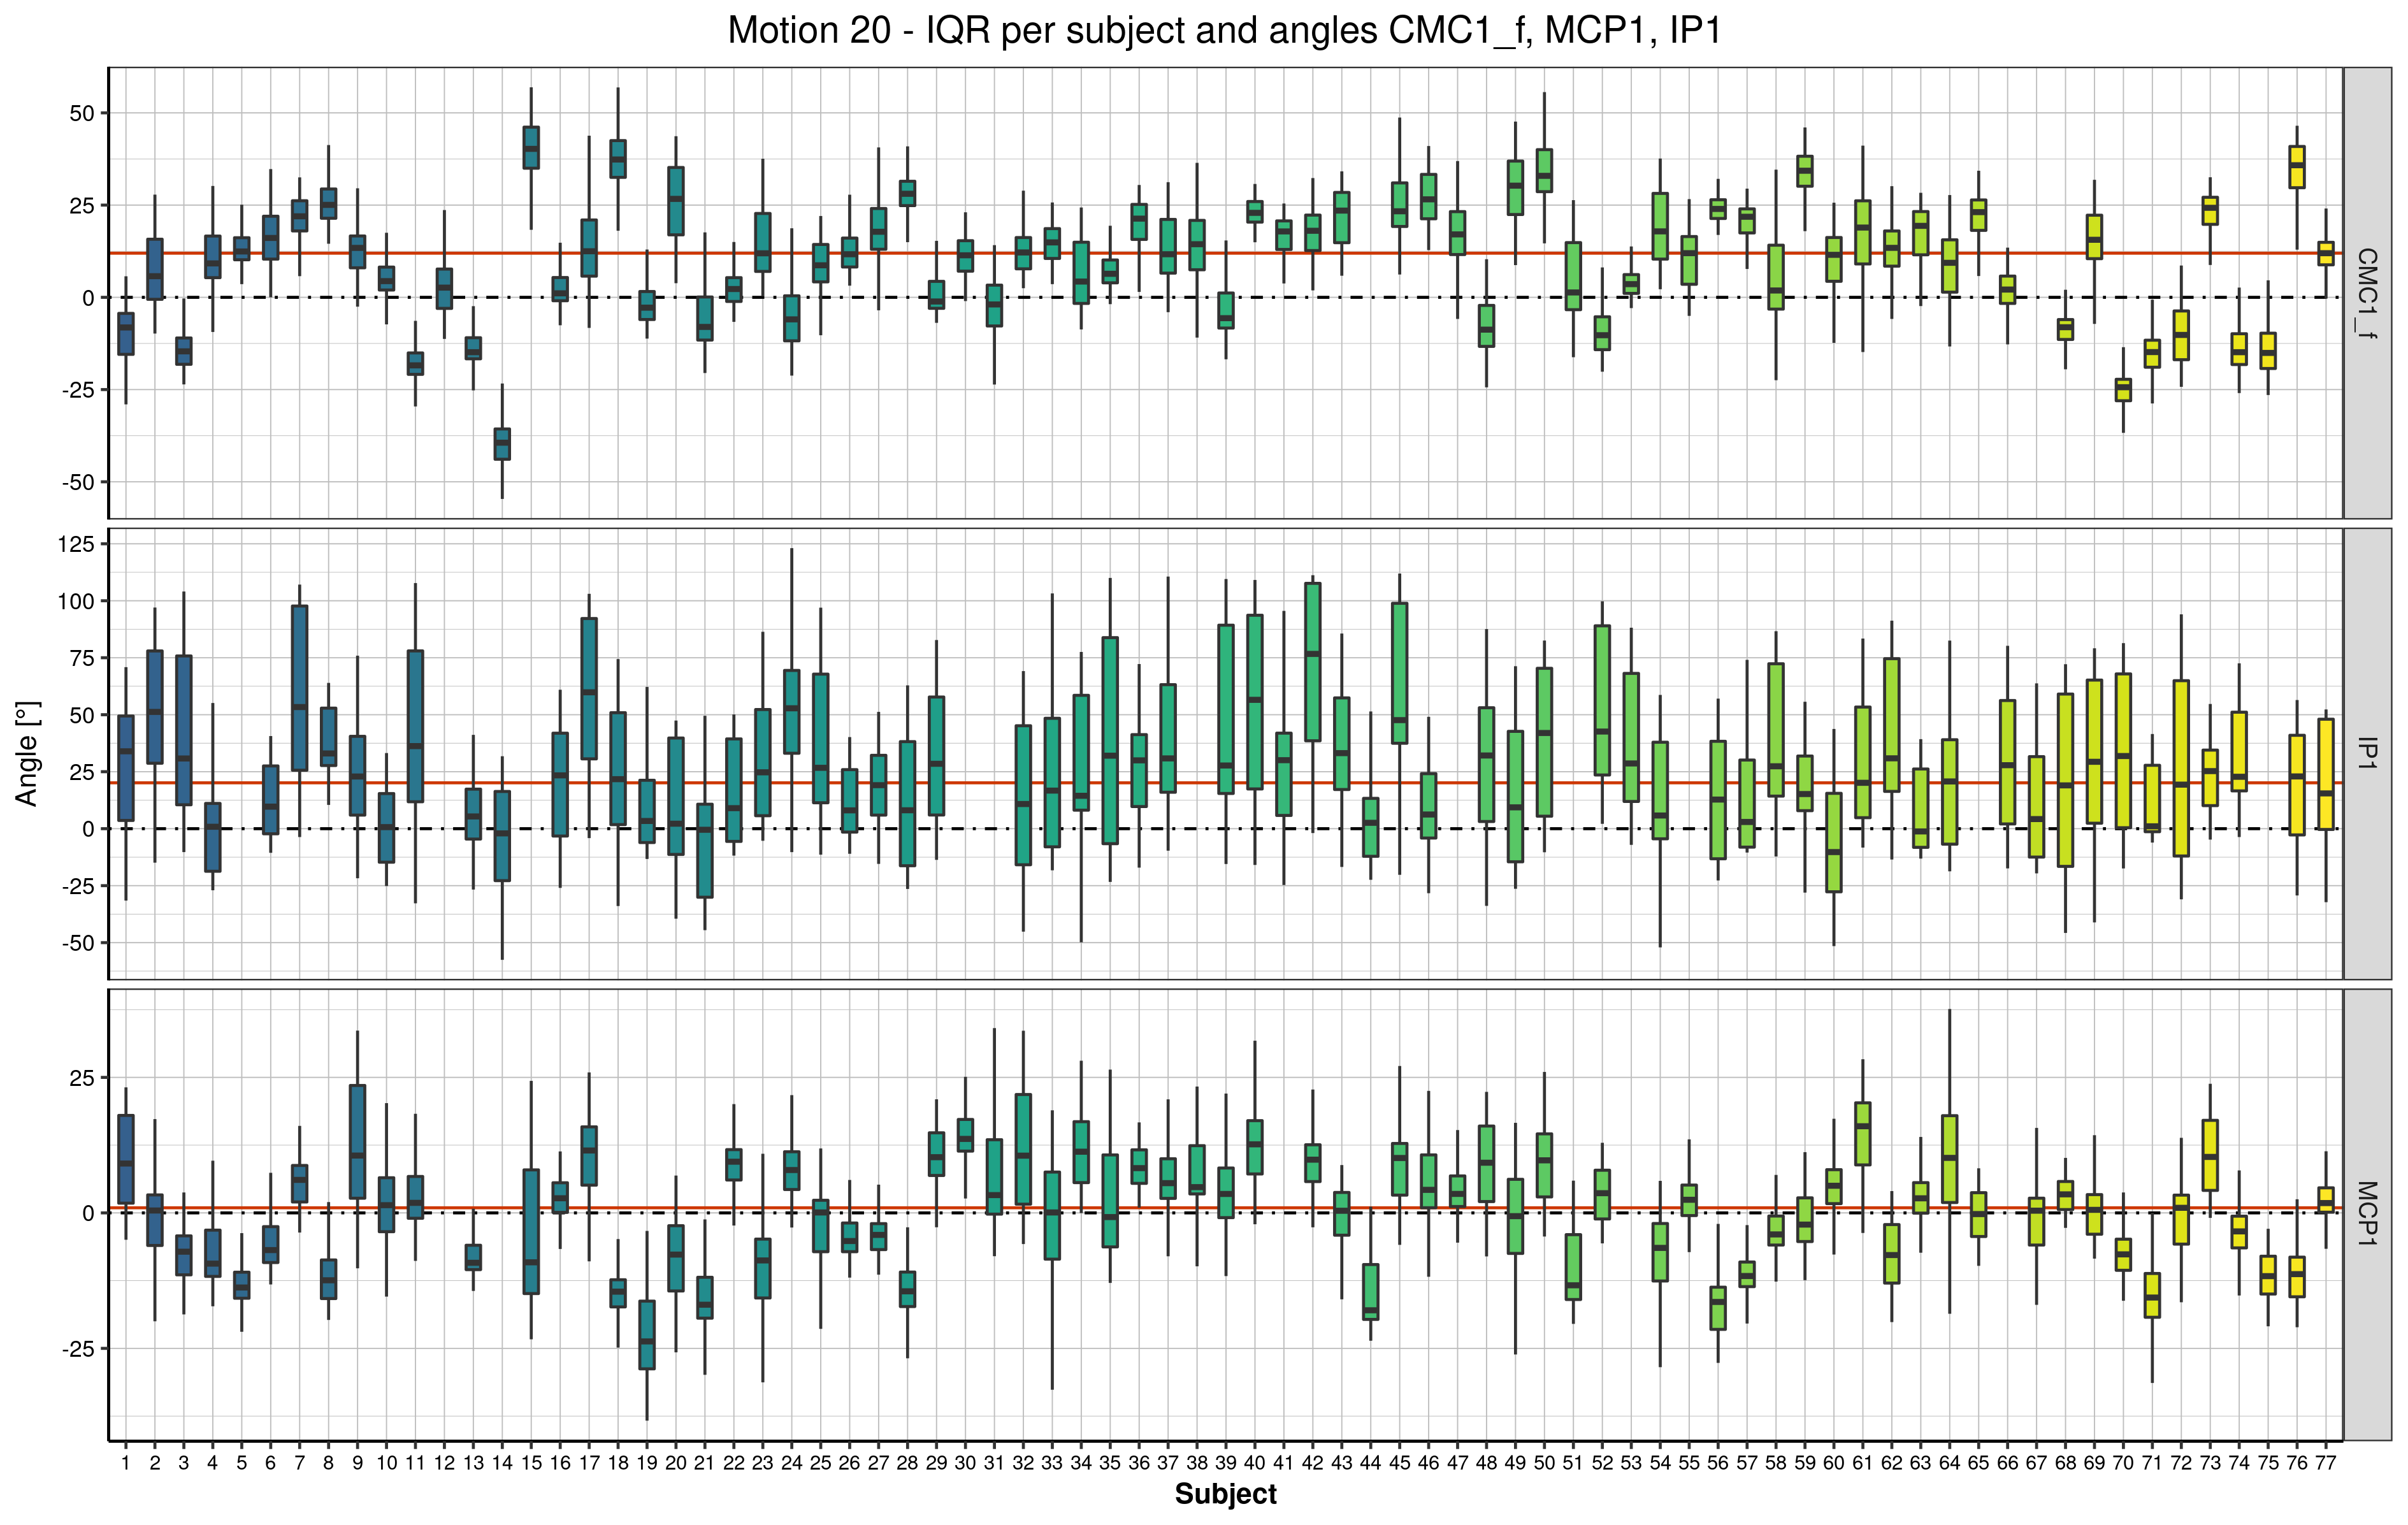 Motion 20 - IQR per subject and angles CMC1_f, MCP1, IP1
50
25
0
-25
-50
CMC1_f
125
100
75
50
25
0
-25
-50
IP1
Angle [°]
25
0
-25
MCP1
1 2 3 4 5 6 7 8 9 10 11 12 13 14 15 16 17 18 19 20 21 22 23 24 25 26 27 28 29 30 31 32 33 34 35 36 37 38 39 40 41 42 43 44 45 46 47 48 49 50 51 52 53 54 55 56 57 58 59 60 61 62 63 64 65 66 67 68 69 70 71 72 73 74 75 76 77
Subject